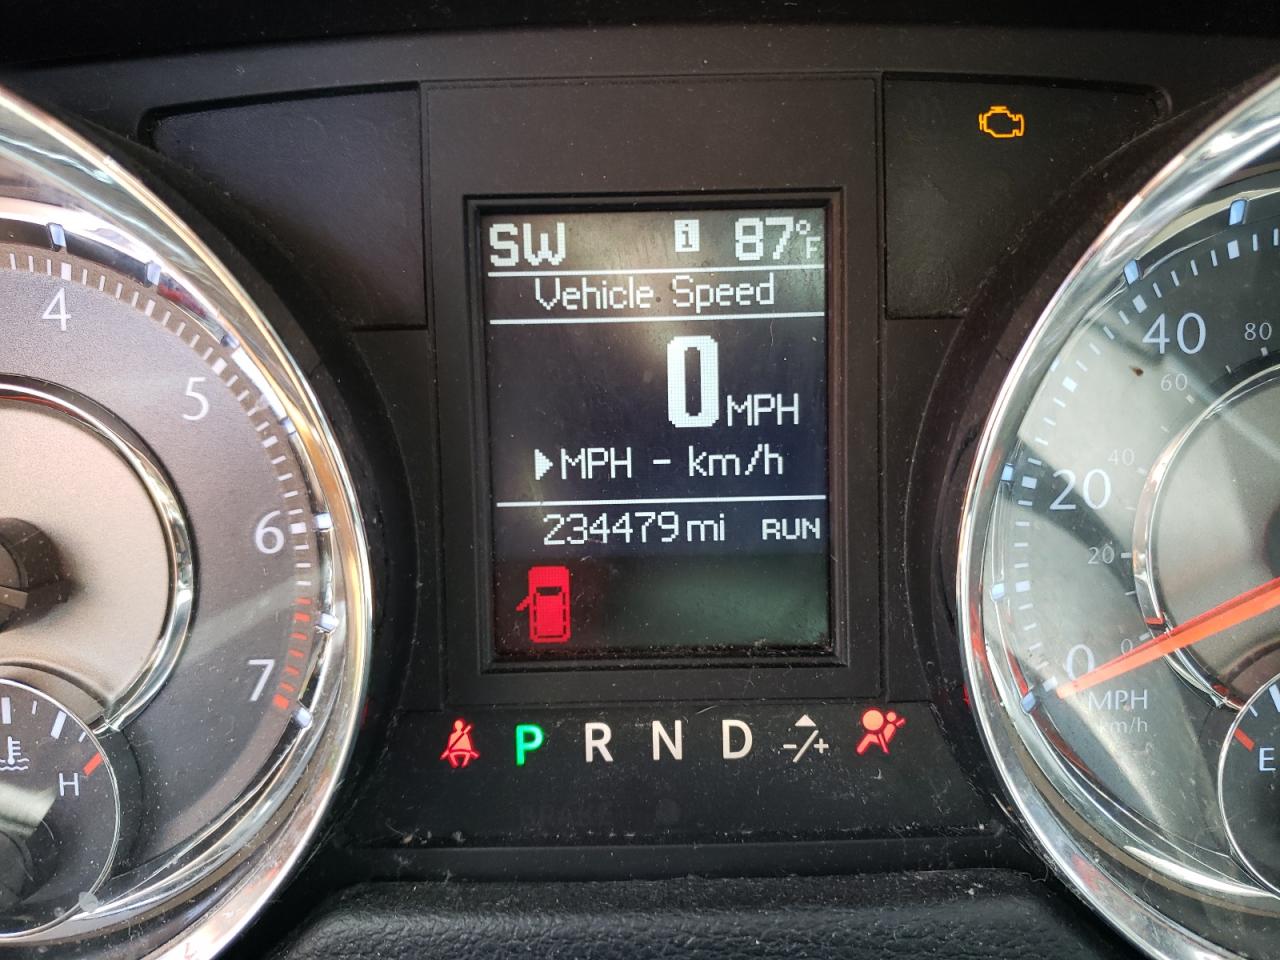 SW i 87°F
Vehicle Speed
0 MPH
▶MPH - km/h
234479 mi RUN
P R N D -/+
4
5
6
7
H
40
80
60
20
40
20
0
0
MPH
km/h
E